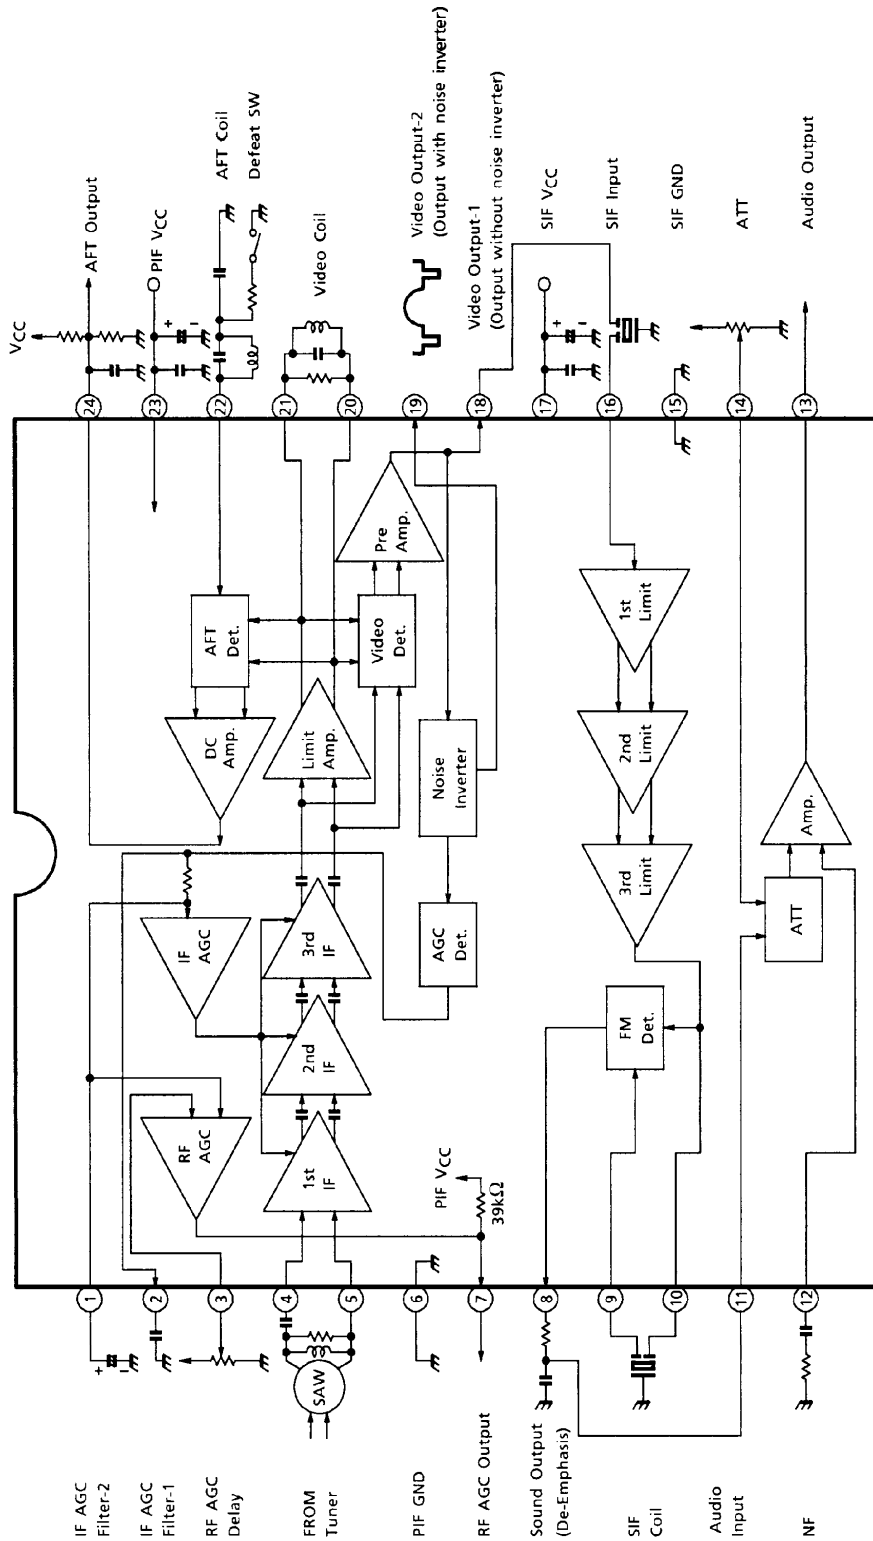 VCC
AFT Output
PIF VCC
AFT Coil
Defeat SW
Video Coil
Video Output-2
(Output with noise inverter)
Video Output-1
(Output without noise inverter)
SIF VCC
SIF Input
SIF GND
ATT
Audio Output
24
23
22
21
20
19
18
17
16
15
14
13
+
−
+
−
AFT
Det.
DC
Amp.
Limit
Amp.
Video
Det.
Pre
Amp.
Noise
Inverter
AGC
Det.
IF
AGC
RF
AGC
1st
IF
2nd
IF
3rd
IF
PIF VCC
39kΩ
1st
Limit
2nd
Limit
3rd
Limit
FM
Det.
ATT
Amp.
1
2
3
4
5
6
7
8
9
10
11
12
+
−
SAW
IF AGC
Filter-2
IF AGC
Filter-1
RF AGC
Delay
FROM
Tuner
PIF GND
RF AGC Output
Sound Output
(De-Emphasis)
SIF
Coil
Audio
Input
NF